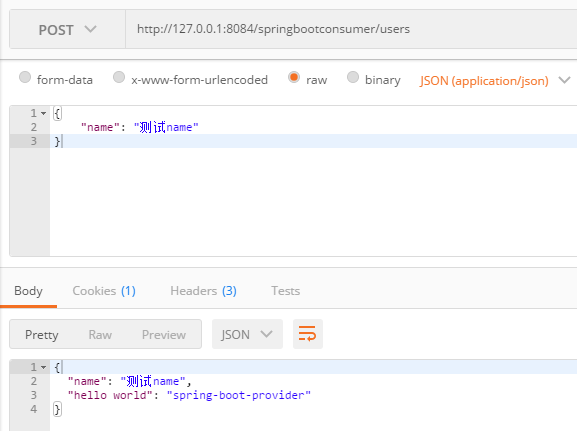 POST http://127.0.0.1:8084/springbootconsumer/users
form-data x-www-form-urlencoded raw binary JSON (application/json)
1 {
2 "name": "测试name"
3 }
Body Cookies (1) Headers (3) Tests
Pretty Raw Preview JSON
1 {
2 "name": "测试name",
3 "hello world": "spring-boot-provider"
4 }